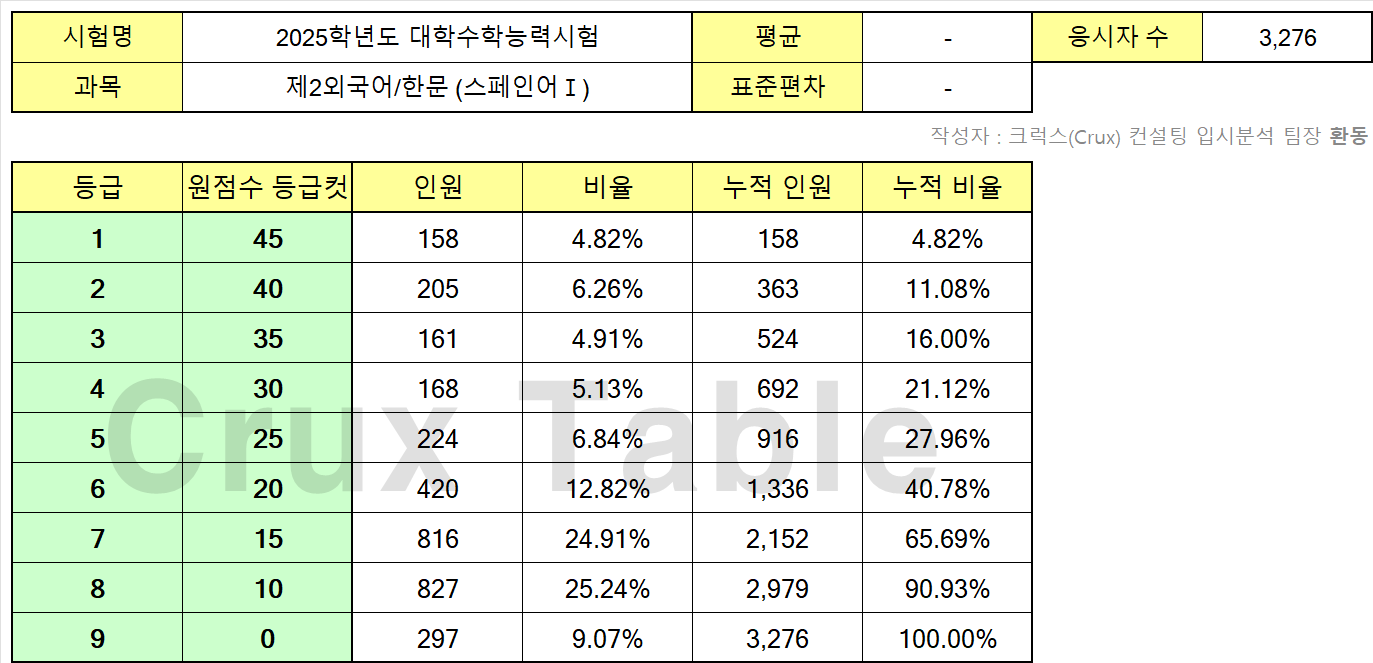 시험명 2025학년도 대학수학능력시험 평균 - 응시자 수 3,276
과목 제2외국어/한문 (스페인어Ⅰ) 표준편차 -
작성자 : 크럭스(Crux) 컨설팅 입시분석 팀장 환동
등급 원점수 등급컷 인원 비율 누적 인원 누적 비율
1 45 158 4.82% 158 4.82%
2 40 205 6.26% 363 11.08%
3 35 161 4.91% 524 16.00%
4 30 168 5.13% 692 21.12%
5 25 224 6.84% 916 27.96%
6 20 420 12.82% 1,336 40.78%
7 15 816 24.91% 2,152 65.69%
8 10 827 25.24% 2,979 90.93%
9 0 297 9.07% 3,276 100.00%
Crux Table